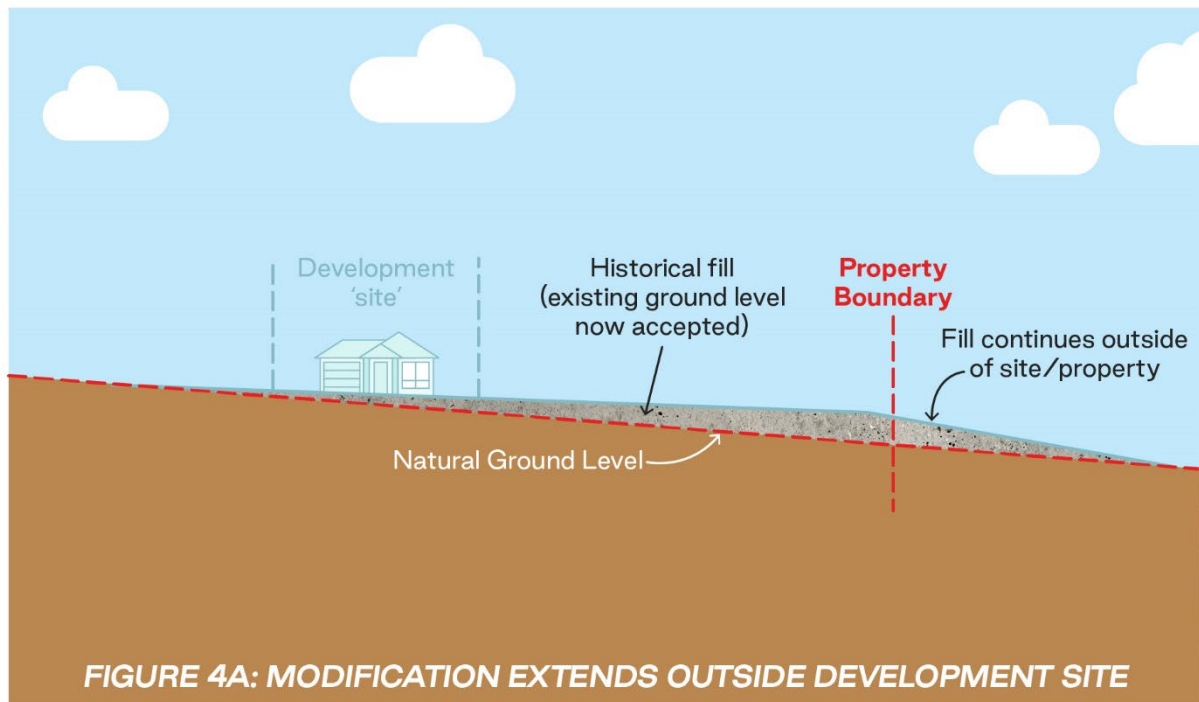 Development
'site'
Historical fill
(existing ground level
now accepted)
Property
Boundary
Fill continues outside
of site/property
Natural Ground Level
FIGURE 4A: MODIFICATION EXTENDS OUTSIDE DEVELOPMENT SITE